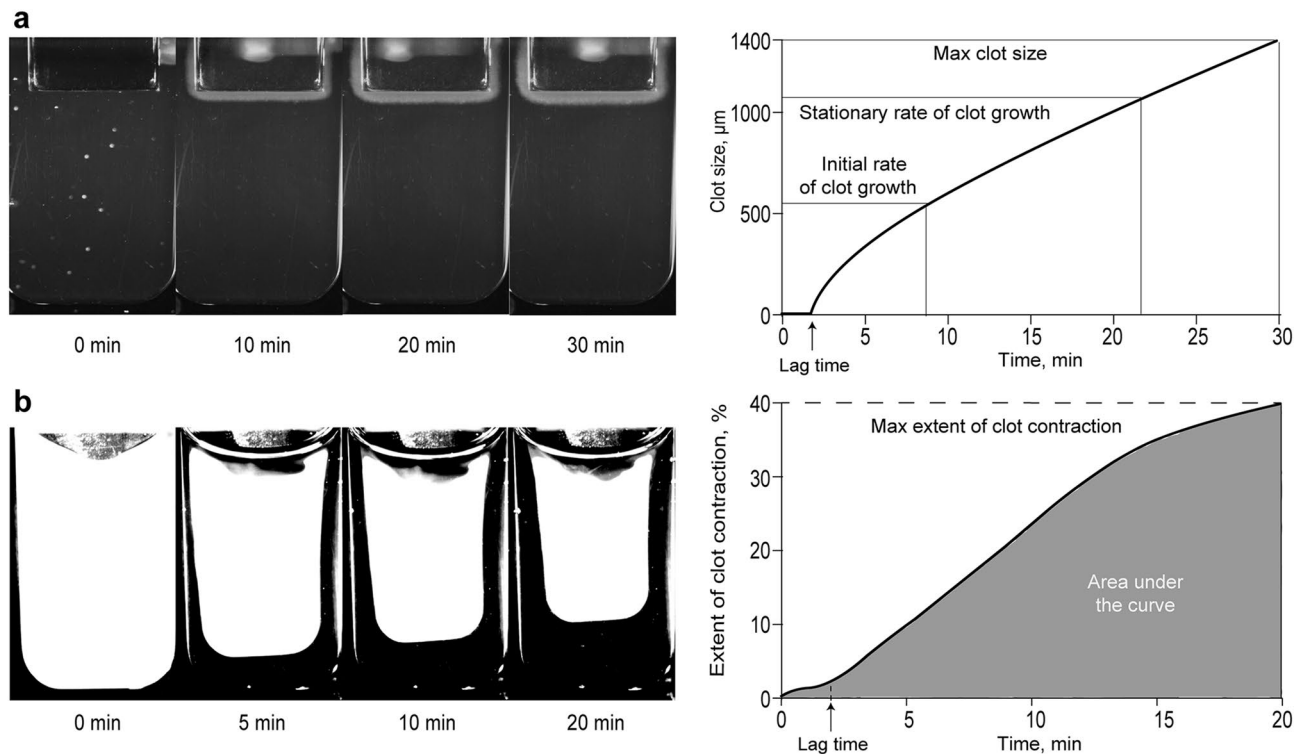 a
0 min
10 min
20 min
30 min
Clot size, µm
1400
1000
500
0
Max clot size
Stationary rate of clot growth
Initial rate
of clot growth
0
5
10
15
20
25
30
Lag time
Time, min
b
0 min
5 min
10 min
20 min
Extent of clot contraction, %
40
30
20
10
0
Max extent of clot contraction
Area under
the curve
0
5
10
15
20
Lag time
Time, min